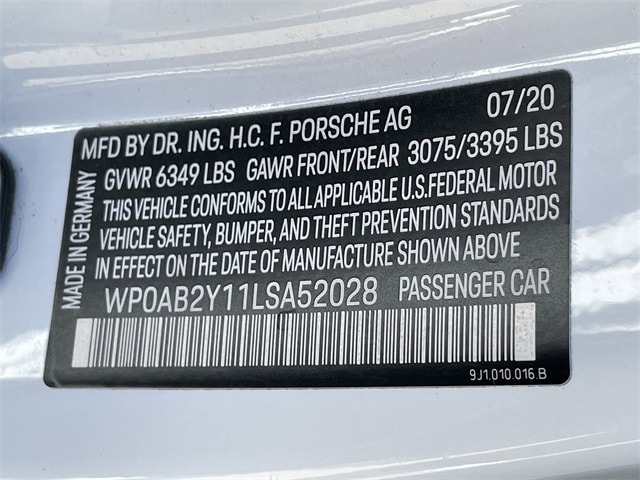 MFD BY DR. ING. H.C. F. PORSCHE AG 07/20
GVWR 6349 LBS GAWR FRONT/REAR 3075/3395 LBS
THIS VEHICLE CONFORMS TO ALL APPLICABLE U.S.FEDERAL MOTOR
VEHICLE SAFETY, BUMPER, AND THEFT PREVENTION STANDARDS
IN EFFECT ON THE DATE OF MANUFACTURE SHOWN ABOVE
WP0AB2Y11LSA52028 PASSENGER CAR
MADE IN GERMANY
9J1.010.016.B